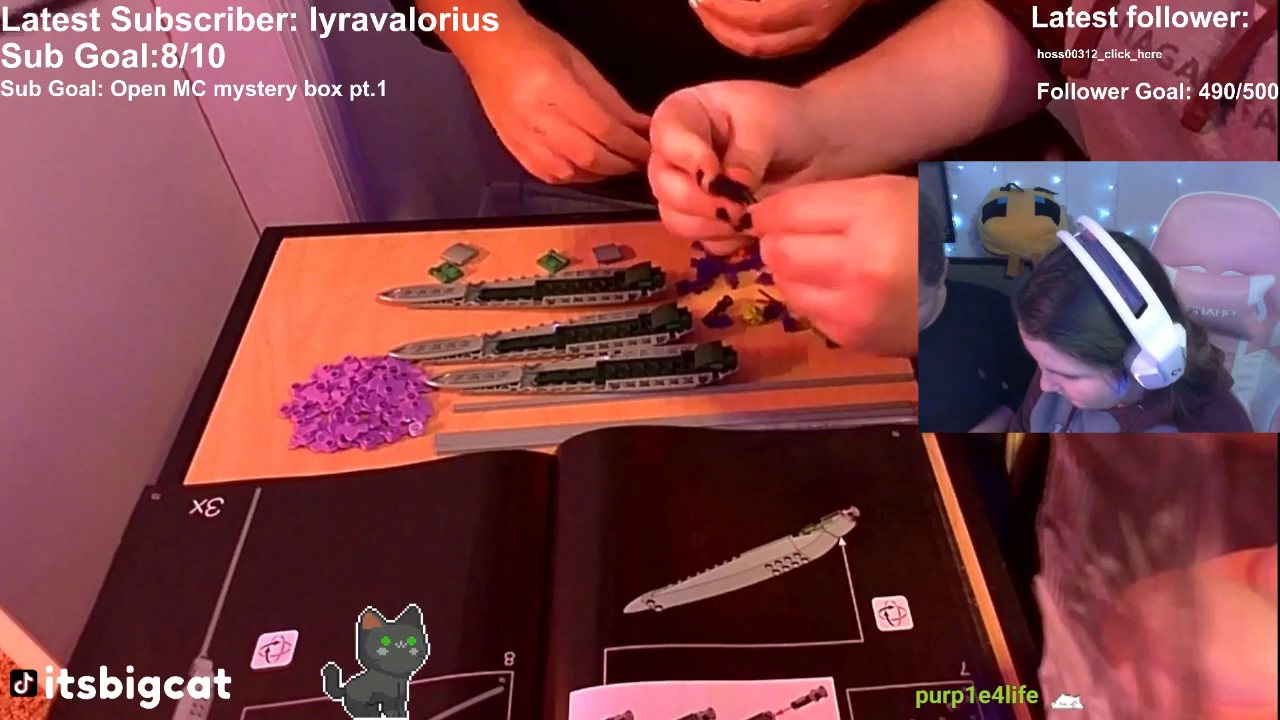 Latest Subscriber: lyravalorius
Sub Goal:8/10
Sub Goal: Open MC mystery box pt.1
Latest follower:
hoss00312_click_here
Follower Goal: 490/500
3x
8
7
itsbigcat
purp1e4life